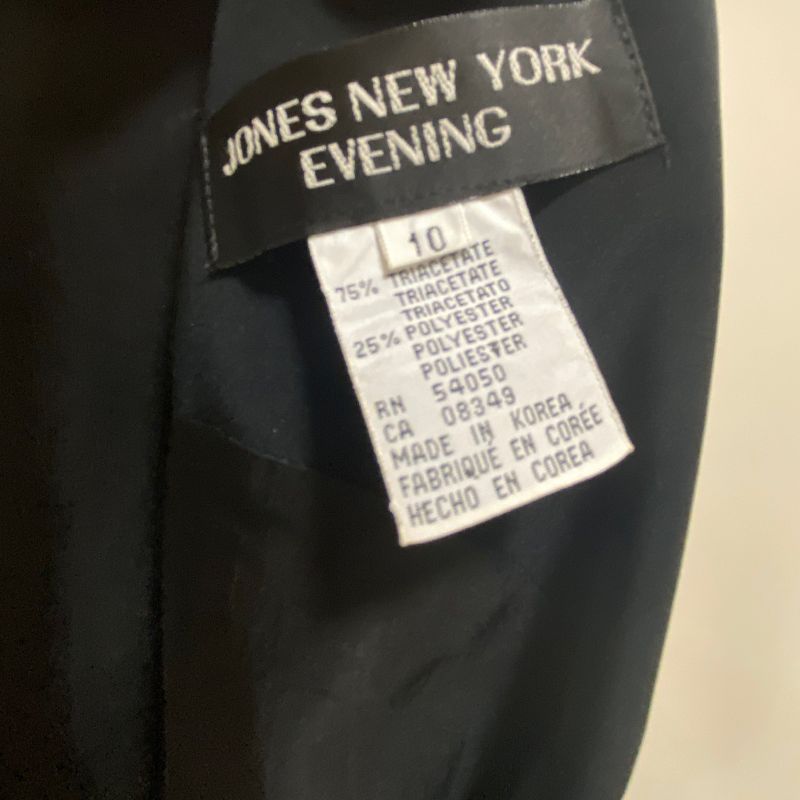 JONES NEW YORK
EVENING
10
75% TRIACETATE
TRIACETATE
TRIACETATO
25% POLYESTER
POLYESTER
POLIESTER
RN 54050
CA 08349
MADE IN KOREA
FABRIQUÉ EN CORÉE
HECHO EN COREA